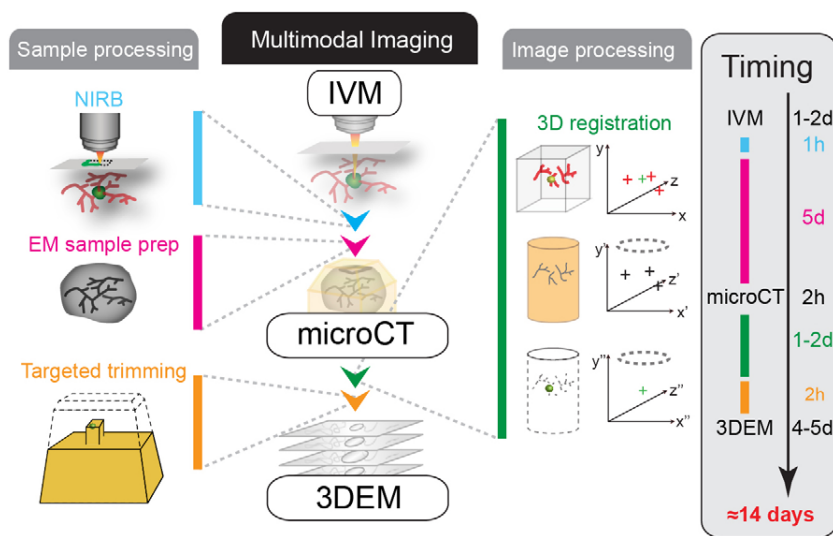 Sample processing
NIRB
EM sample prep
Targeted trimming
Multimodal Imaging
IVM
microCT
3DEM
Image processing
3D registration
y
z
x
y'
z'
x'
y''
z''
x''
Timing
IVM 1-2d
1h
5d
microCT 2h
1-2d
2h
3DEM 4-5d
≈14 days